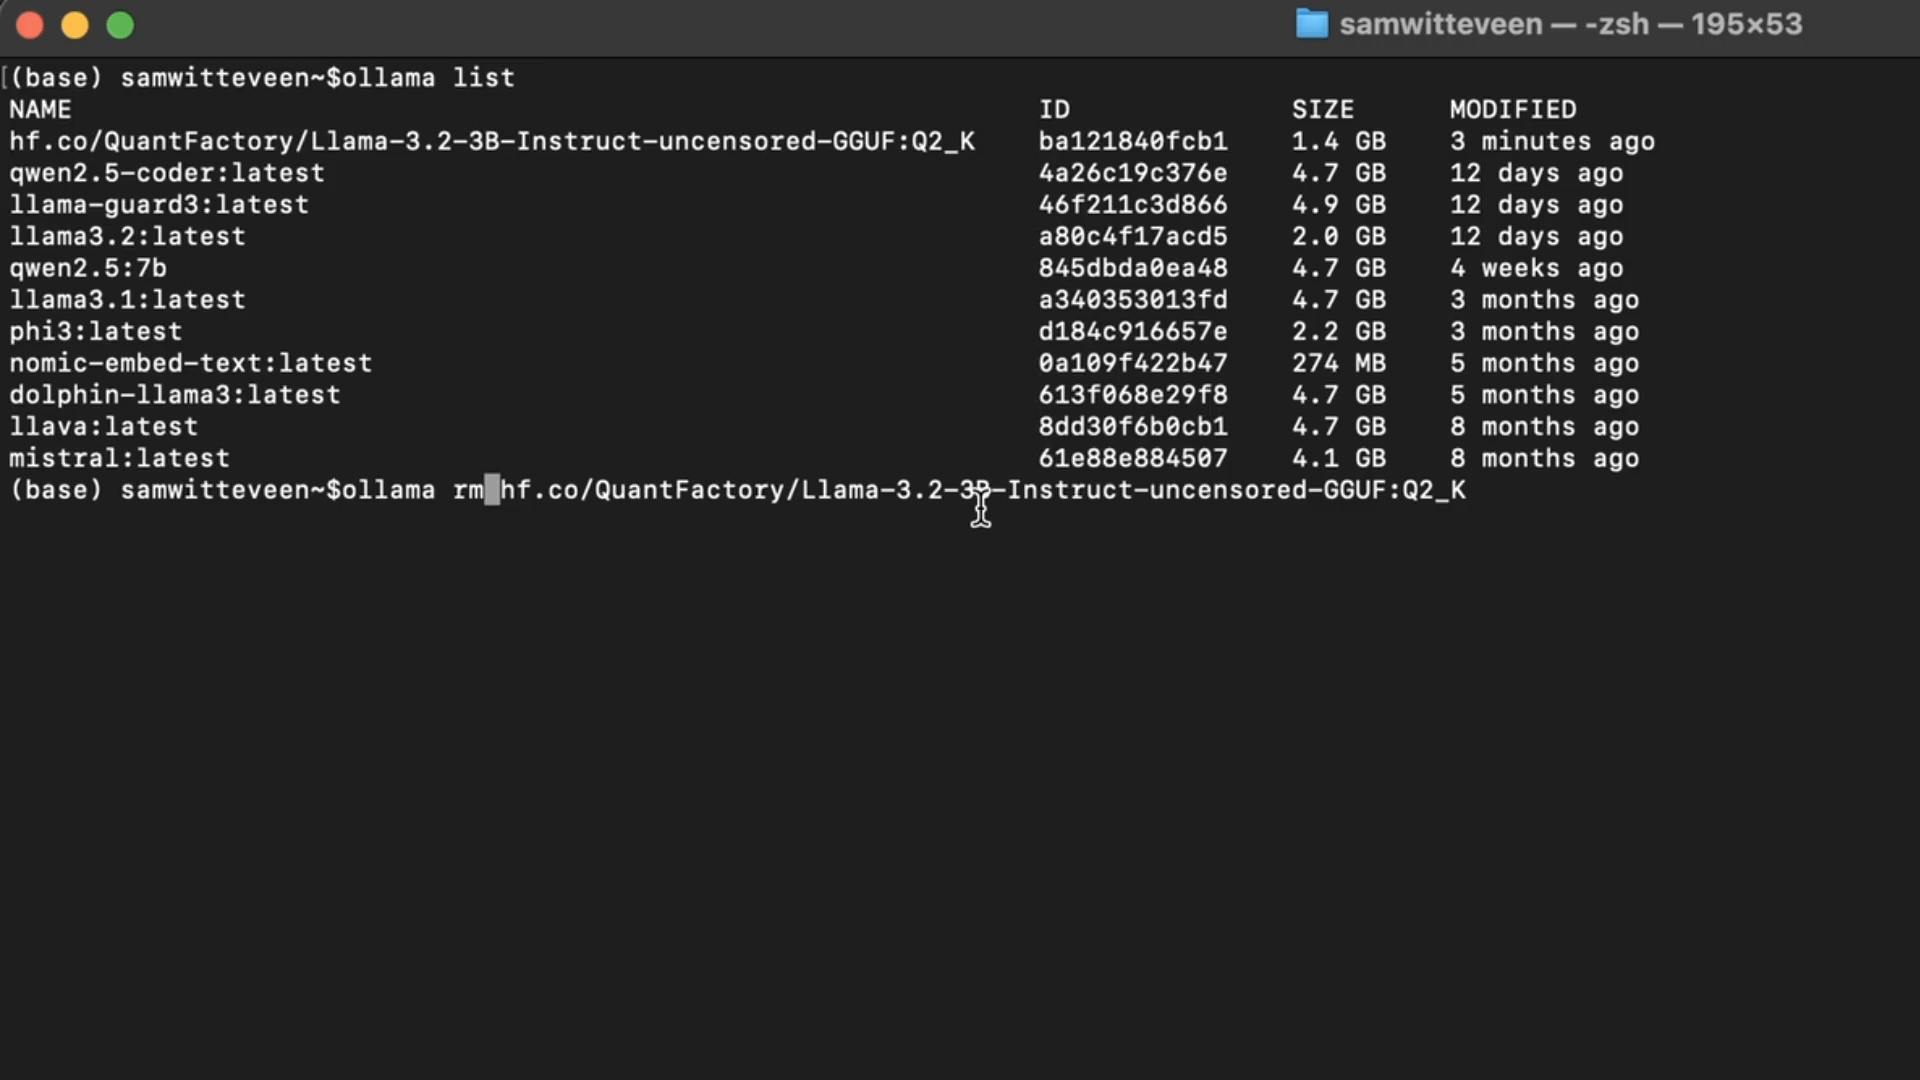 samwitteveen — -zsh — 195×53
[(base) samwitteveen~$ollama list
NAME ID SIZE MODIFIED
hf.co/QuantFactory/Llama-3.2-3B-Instruct-uncensored-GGUF:Q2_K ba121840fcb1 1.4 GB 3 minutes ago
qwen2.5-coder:latest 4a26c19c376e 4.7 GB 12 days ago
llama-guard3:latest 46f211c3d866 4.9 GB 12 days ago
llama3.2:latest a80c4f17acd5 2.0 GB 12 days ago
qwen2.5:7b 845dbda0ea48 4.7 GB 4 weeks ago
llama3.1:latest a340353013fd 4.7 GB 3 months ago
phi3:latest d184c916657e 2.2 GB 3 months ago
nomic-embed-text:latest 0a109f422b47 274 MB 5 months ago
dolphin-llama3:latest 613f068e29f8 4.7 GB 5 months ago
llava:latest 8dd30f6b0cb1 4.7 GB 8 months ago
mistral:latest 61e88e884507 4.1 GB 8 months ago
(base) samwitteveen~$ollama rm hf.co/QuantFactory/Llama-3.2-3B-Instruct-uncensored-GGUF:Q2_K